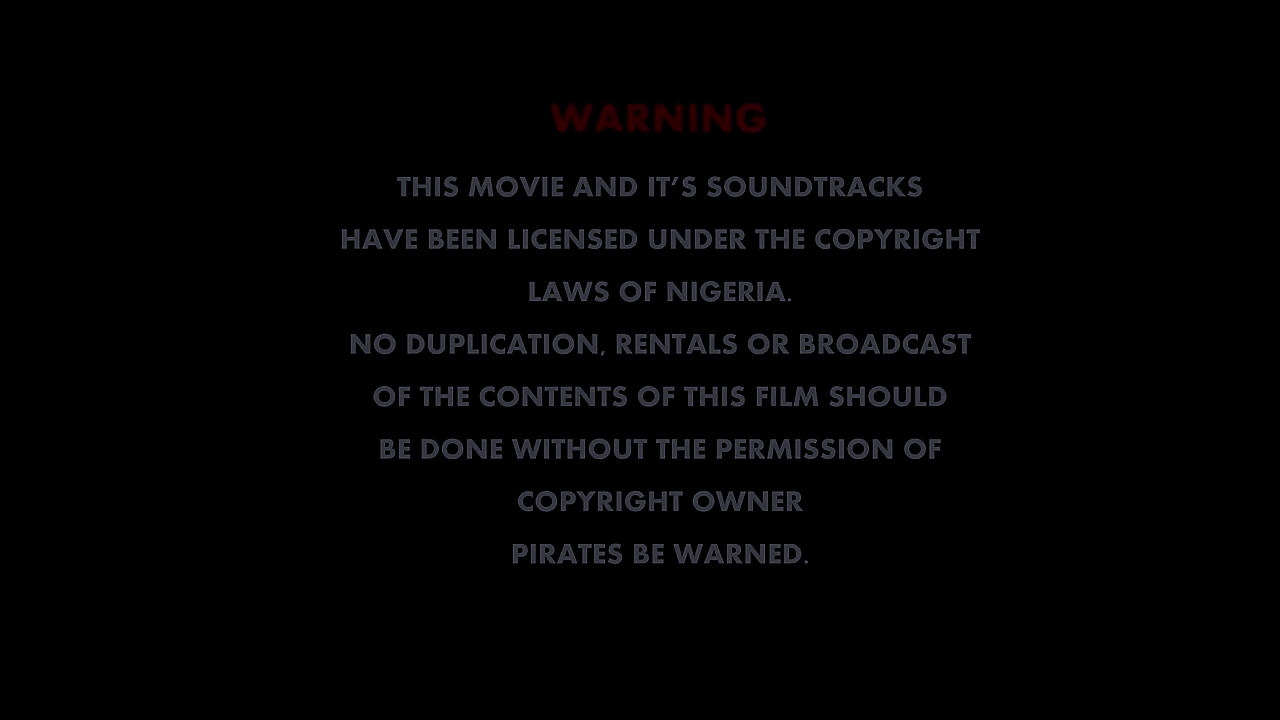 WARNING
THIS MOVIE AND IT’S SOUNDTRACKS
HAVE BEEN LICENSED UNDER THE COPYRIGHT
LAWS OF NIGERIA.
NO DUPLICATION, RENTALS OR BROADCAST
OF THE CONTENTS OF THIS FILM SHOULD
BE DONE WITHOUT THE PERMISSION OF
COPYRIGHT OWNER
PIRATES BE WARNED.